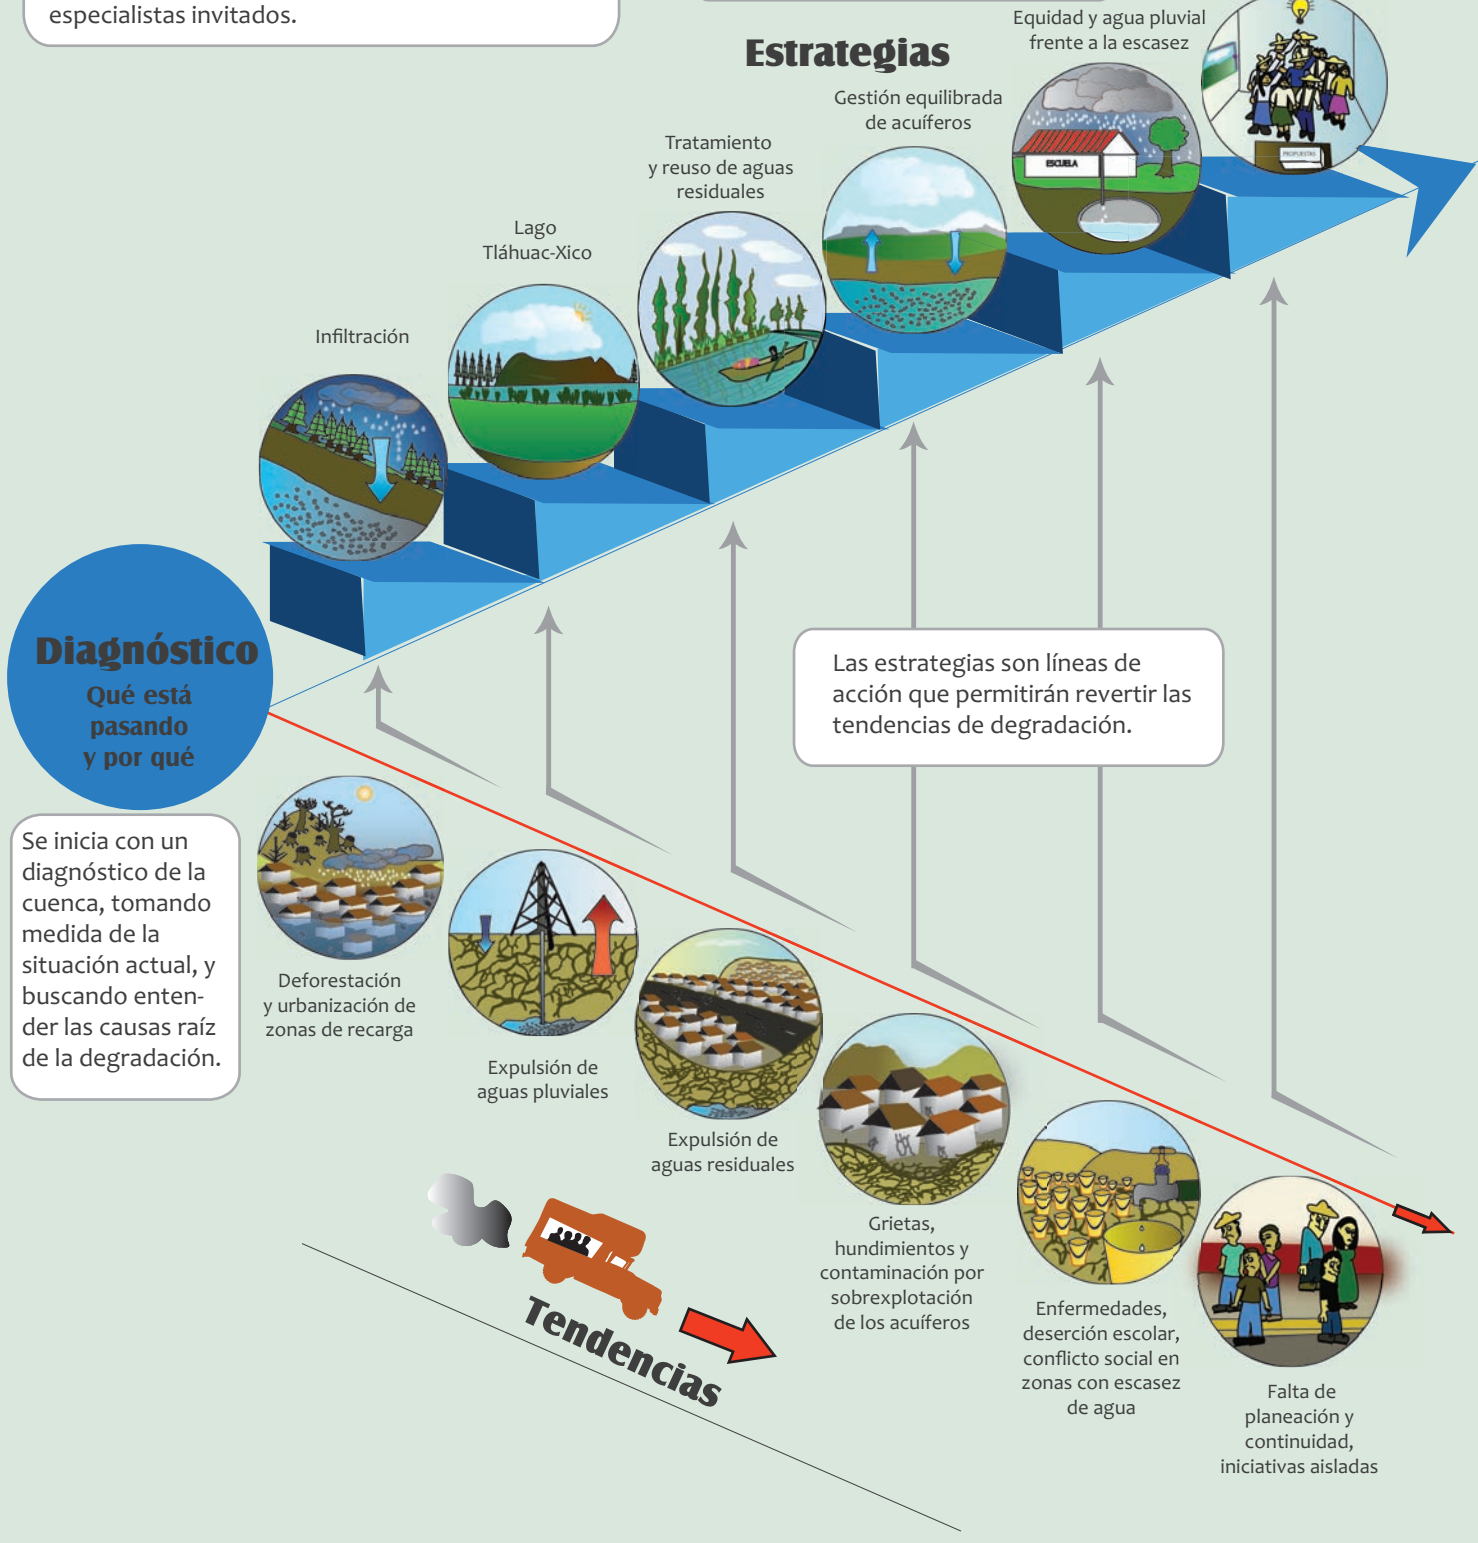 especialistas invitados.
Estrategias
Equidad y agua pluvial
frente a la escasez
Gestión equilibrada
de acuíferos
Tratamiento
y reuso de aguas
residuales
Lago
Tláhuac-Xico
Infiltración
ESCUELA
PROPUESTAS
Diagnóstico
Qué está
pasando
y por qué
Las estrategias son líneas de
acción que permitirán revertir las
tendencias de degradación.
Se inicia con un
diagnóstico de la
cuenca, tomando
medida de la
situación actual, y
buscando enten-
der las causas raíz
de la degradación.
Deforestación
y urbanización de
zonas de recarga
Expulsión de
aguas pluviales
Expulsión de
aguas residuales
Grietas,
hundimientos y
contaminación por
sobrexplotación
de los acuíferos
Enfermedades,
deserción escolar,
conflicto social en
zonas con escasez
de agua
Falta de
planeación y
continuidad,
iniciativas aisladas
Tendencias